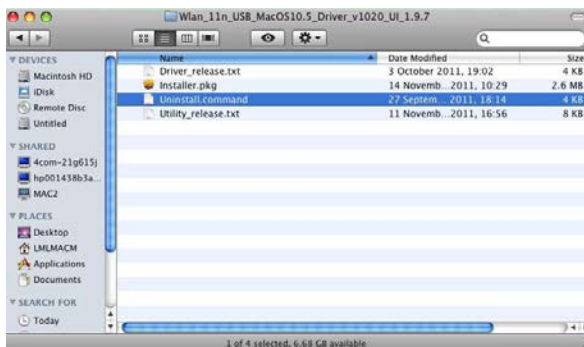 Wlan_11n_USB_MacOS10.5_Driver_v1020_UI_1.9.7
DEVICES
Macintosh HD
iDisk
Remote Disc
Untitled
SHARED
4com-21g615j
hp001438b3a...
MAC2
PLACES
Desktop
LMLMACM
Applications
Documents
SEARCH FOR
Today
Name Date Modified Size
Driver_release.txt 3 October 2011, 19:02 4 KB
Installer.pkg 14 Novemb...2011, 10:29 2.6 MB
Uninstall.command 27 Septem...2011, 18:14 4 KB
Utility_release.txt 11 Novemb...2011, 16:56 8 KB
1 of 4 selected, 6.68 GB available